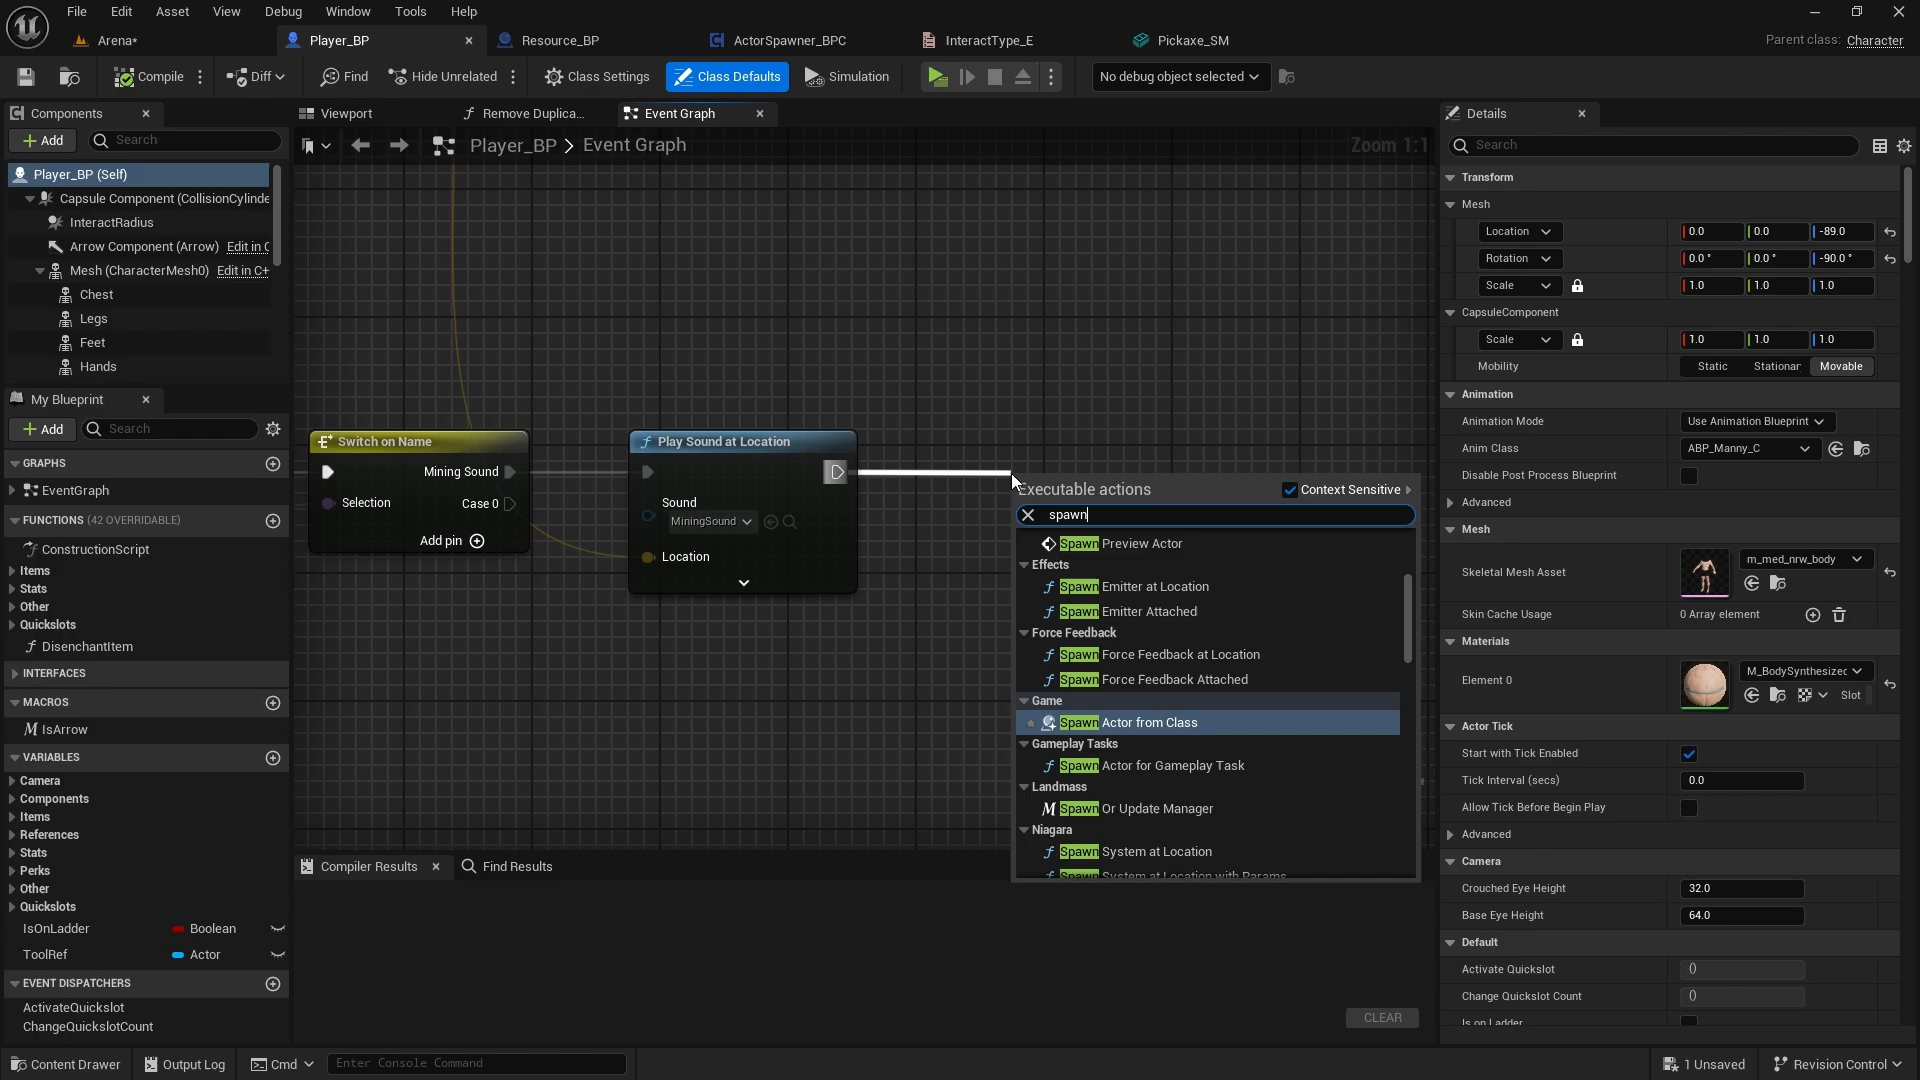 File Edit Asset View Debug Window Tools Help
Arena* Player_BP Resource_BP ActorSpawner_BPC InteractType_E Pickaxe_SM Parent class: Character
Compile Diff Find Hide Unrelated Class Settings Class Defaults Simulation No debug object selected
Components
Add Search
Player_BP (Self)
Capsule Component (CollisionCylinde
InteractRadius
Arrow Component (Arrow) Edit in C
Mesh (CharacterMesh0) Edit in C+
Chest
Legs
Feet
Hands
My Blueprint
Add Search
GRAPHS
EventGraph
FUNCTIONS (42 OVERRIDABLE)
ConstructionScript
Items
Stats
Other
Quickslots
DisenchantItem
INTERFACES
MACROS
IsArrow
VARIABLES
Camera
Components
Items
References
Stats
Perks
Other
Quickslots
IsOnLadder Boolean
ToolRef Actor
EVENT DISPATCHERS
ActivateQuickslot
ChangeQuickslotCount
Viewport Remove Duplica... Event Graph
Player_BP > Event Graph Zoom 1:1
Switch on Name
Mining Sound
Selection Case 0
Add pin
Play Sound at Location
Sound
MiningSound
Location
Executable actions Context Sensitive
spawn
Spawn Preview Actor
Effects
Spawn Emitter at Location
Spawn Emitter Attached
Force Feedback
Spawn Force Feedback at Location
Spawn Force Feedback Attached
Game
Spawn Actor from Class
Gameplay Tasks
Spawn Actor for Gameplay Task
Landmass
Spawn Or Update Manager
Niagara
Spawn System at Location
Spawn System at Location with Params
Compiler Results Find Results
CLEAR
Details
Search
Transform
Mesh
Location 0.0 0.0 -89.0
Rotation 0.0 ° 0.0 ° -90.0 °
Scale 1.0 1.0 1.0
CapsuleComponent
Scale 1.0 1.0 1.0
Mobility Static Stationar Movable
Animation
Animation Mode Use Animation Blueprint
Anim Class ABP_Manny_C
Disable Post Process Blueprint
Advanced
Mesh
Skeletal Mesh Asset m_med_nrw_body
Skin Cache Usage 0 Array element
Materials
Element 0 M_BodySynthesized
Slot
Actor Tick
Start with Tick Enabled
Tick Interval (secs) 0.0
Allow Tick Before Begin Play
Advanced
Camera
Crouched Eye Height 32.0
Base Eye Height 64.0
Default
Activate Quickslot ()
Change Quickslot Count ()
Is on Ladder
Content Drawer Output Log Cmd Enter Console Command 1 Unsaved Revision Control